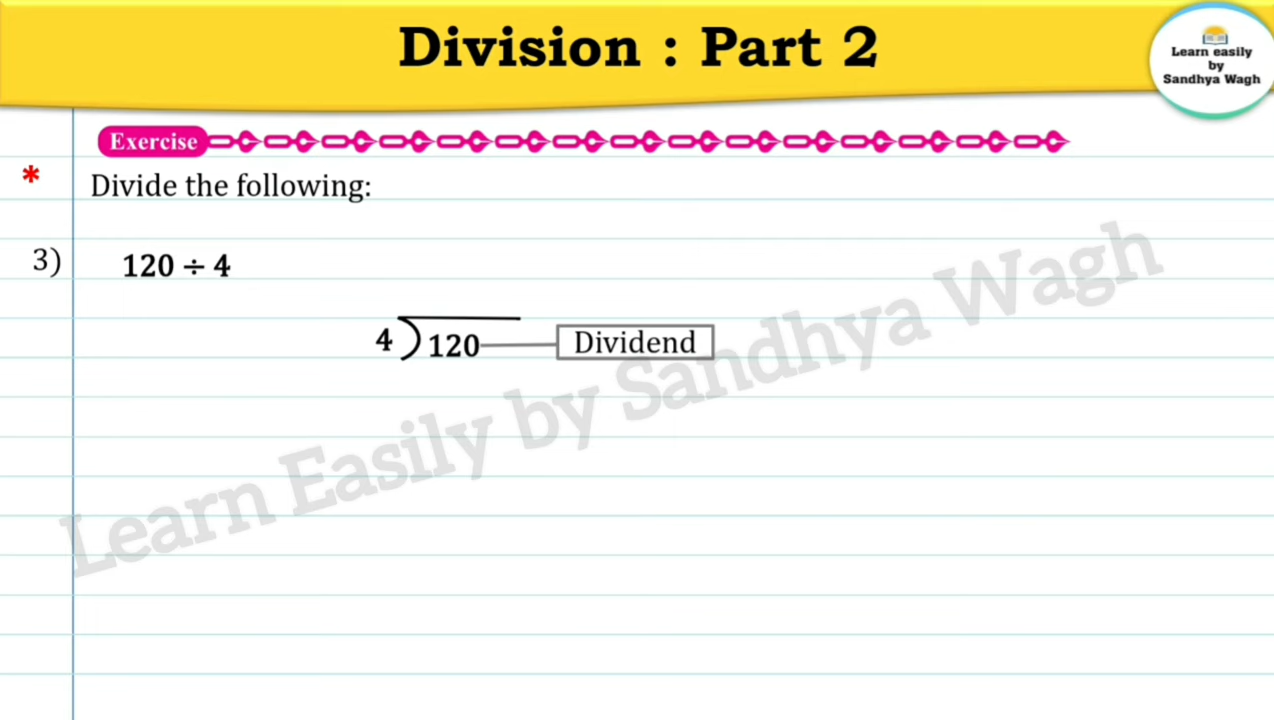 Division : Part 2
Learn easily
by
Sandhya Wagh
Exercise
* Divide the following:
3) 120 ÷ 4
4 120 Dividend
Learn Easily by Sandhya Wagh